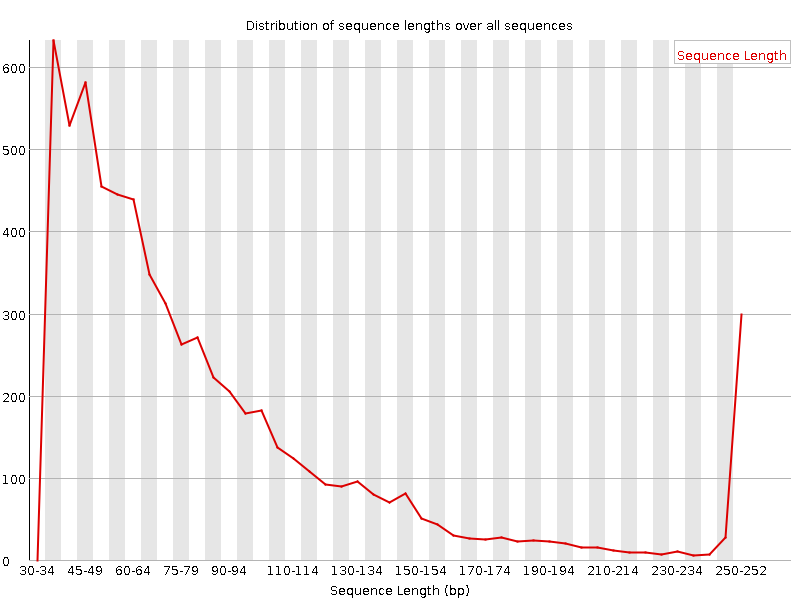 Distribution of sequence lengths over all sequences
Sequence Length
600
500
400
300
200
100
0
30-34 45-49 60-64 75-79 90-94 110-114 130-134 150-154 170-174 190-194 210-214 230-234 250-252
Sequence Length (bp)